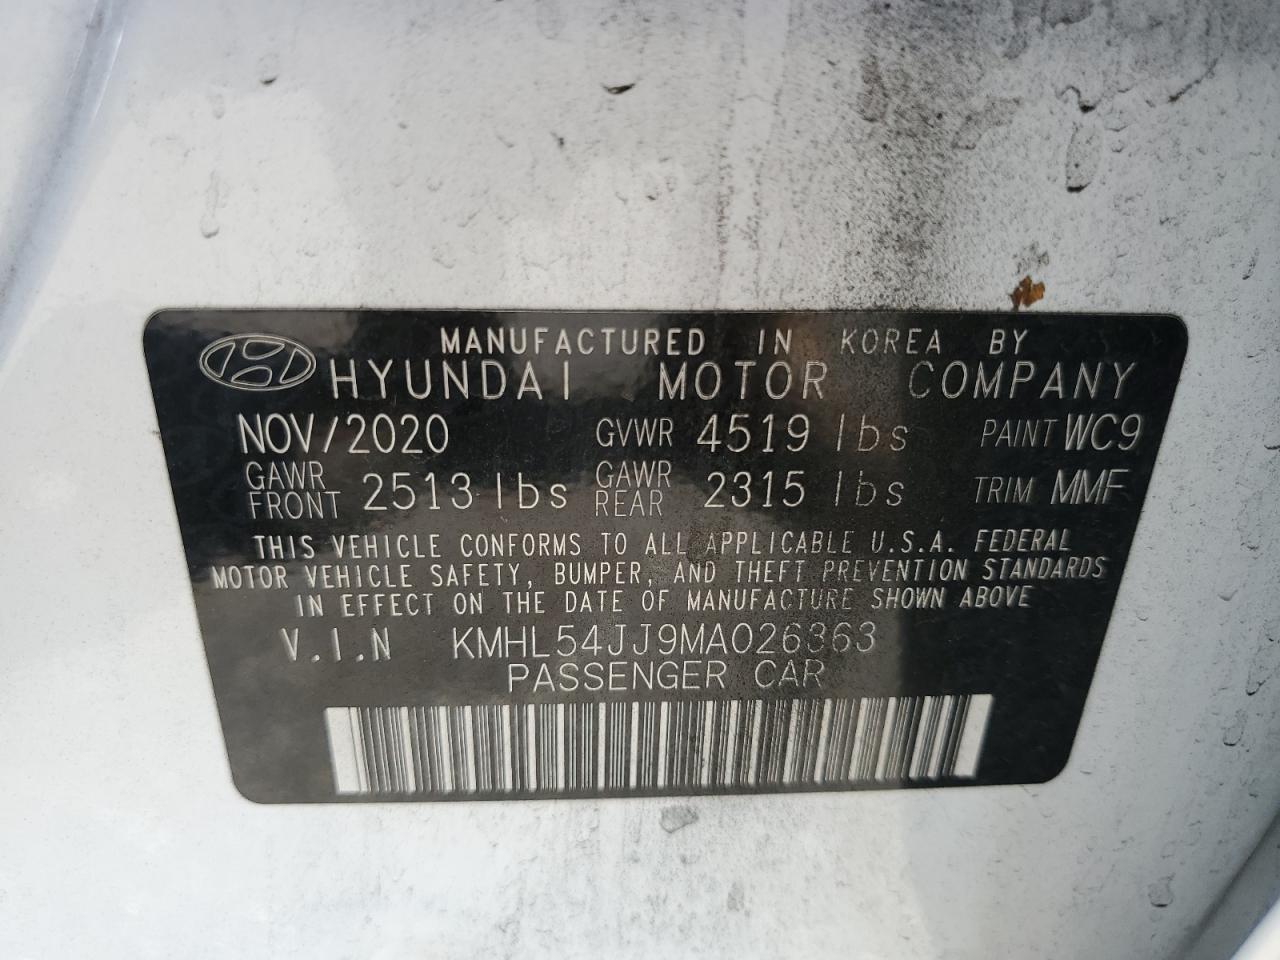 MANUFACTURED IN KOREA BY
HYUNDAI MOTOR COMPANY
NOV/2020 GVWR 4519 lbs PAINT WC9
GAWR FRONT 2513 lbs GAWR REAR 2315 lbs TRIM MMF
THIS VEHICLE CONFORMS TO ALL APPLICABLE U.S.A. FEDERAL
MOTOR VEHICLE SAFETY, BUMPER, AND THEFT PREVENTION STANDARDS
IN EFFECT ON THE DATE OF MANUFACTURE SHOWN ABOVE
V.I.N KMHL54JJ9MA026363
PASSENGER CAR